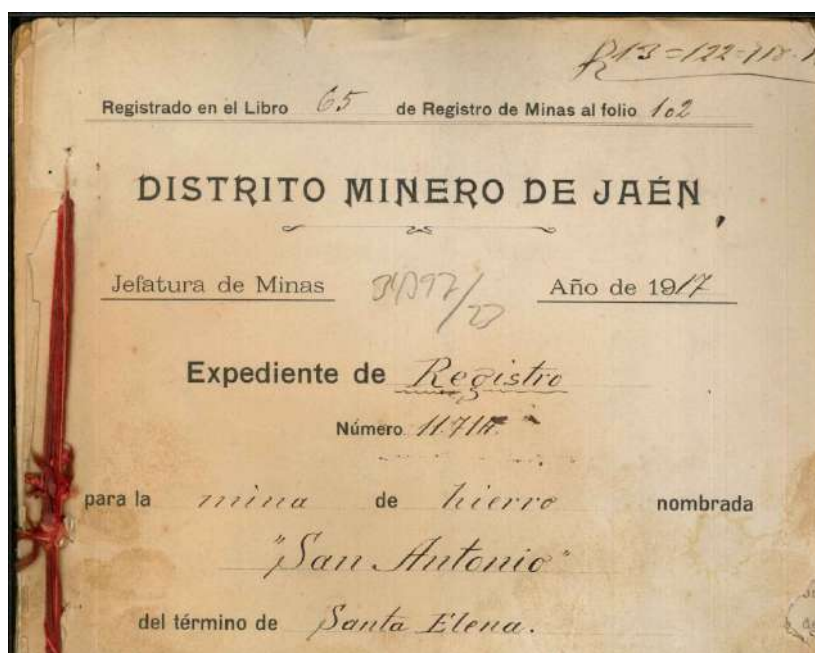 Registrado en el Libro 65 de Registro de Minas al folio 102
DISTRITO MINERO DE JAÉN
Jefatura de Minas Año de 1917
Expediente de Registro
Número
para la mina de hierro nombrada
"San Antonio"
del término de Santa Elena.